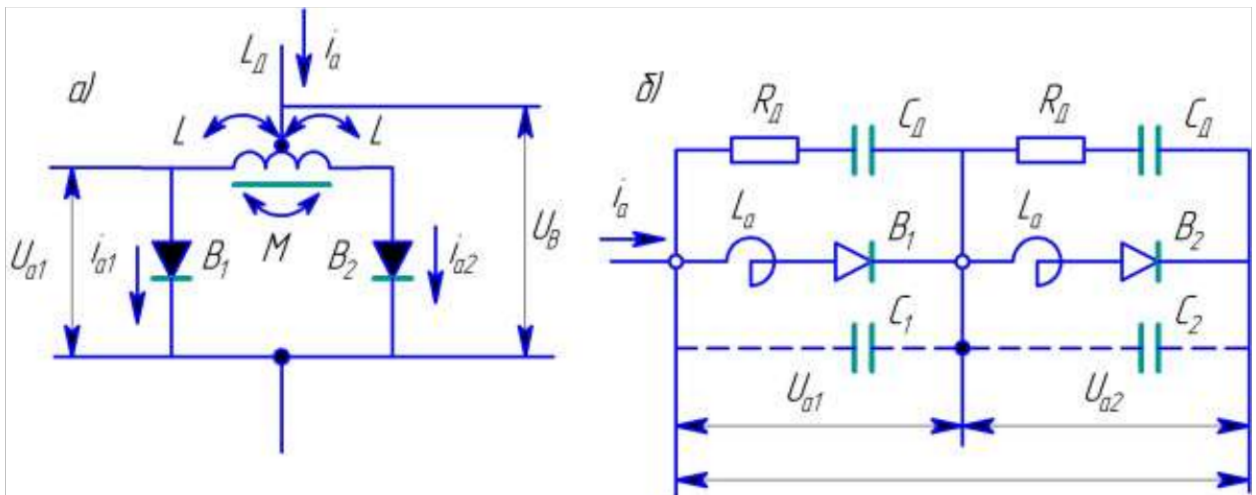 а)
L_Д
i_a
L
L
U_a1
i_a1
B_1
M
B_2
i_a2
U_B
б)
R_Д
C_Д
R_Д
C_Д
i_a
L_a
B_1
L_a
B_2
C_1
C_2
U_a1
U_a2